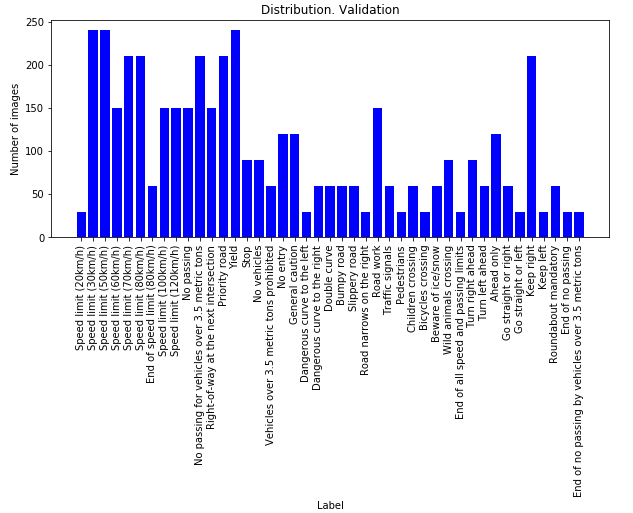 Distribution. Validation
Number of images
250
200
150
100
50
0
Speed limit (20km/h)
Speed limit (30km/h)
Speed limit (50km/h)
Speed limit (60km/h)
Speed limit (70km/h)
Speed limit (80km/h)
End of speed limit (80km/h)
Speed limit (100km/h)
Speed limit (120km/h)
No passing
No passing for vehicles over 3.5 metric tons
Right-of-way at the next intersection
Priority road
Yield
Stop
No vehicles
Vehicles over 3.5 metric tons prohibited
No entry
General caution
Dangerous curve to the left
Dangerous curve to the right
Double curve
Bumpy road
Slippery road
Road narrows on the right
Road work
Traffic signals
Pedestrians
Children crossing
Bicycles crossing
Beware of ice/snow
Wild animals crossing
End of all speed and passing limits
Turn right ahead
Turn left ahead
Ahead only
Go straight or right
Go straight or left
Keep right
Keep left
Roundabout mandatory
End of no passing
End of no passing by vehicles over 3.5 metric tons
Label